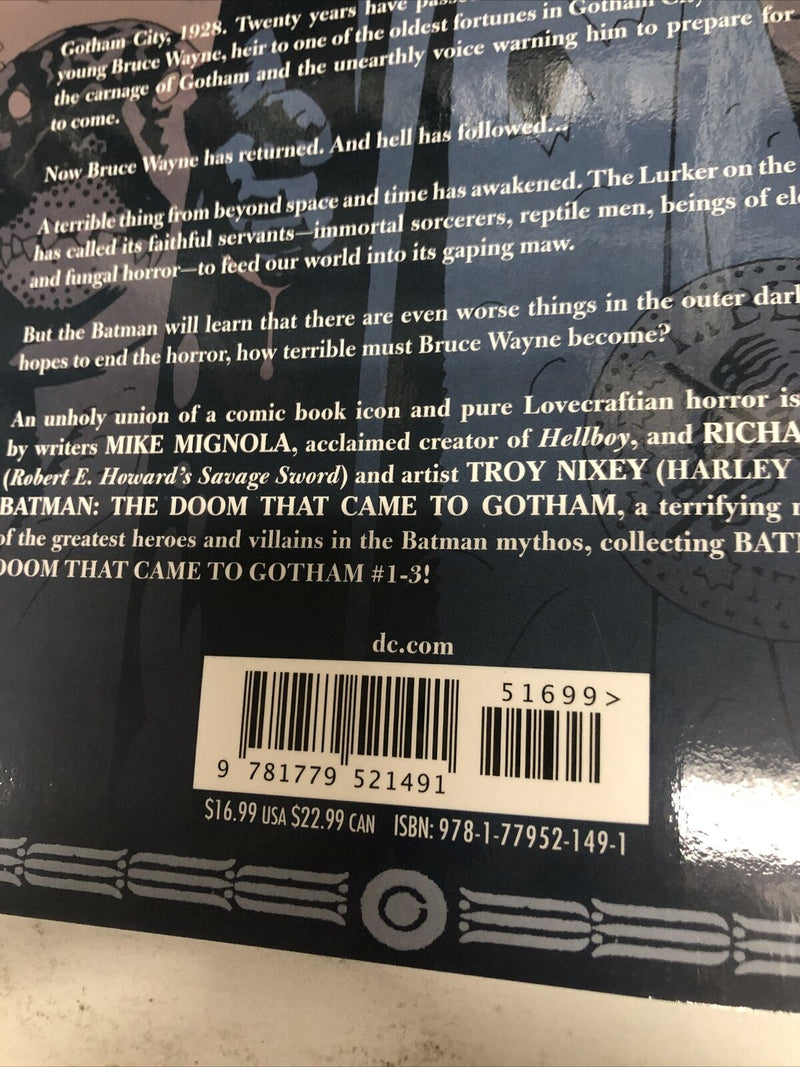 Gotham City, 1928. Twenty years have
young Bruce Wayne, heir to one of the oldest fortunes in Gotham
the carnage of Gotham and the unearthly voice warning him to prepare for
to come.
Now Bruce Wayne has returned. And hell has followed...
A terrible thing from beyond space and time has awakened. The Lurker on the
has called its faithful servants—immortal sorcerers, reptile men, beings of
and fungal horror—to feed our world into its gaping maw.
But the Batman will learn that there are even worse things in the outer
hopes to end the horror, how terrible must Bruce Wayne become?
An unholy union of a comic book icon and pure Lovecraftian horror is
by writers MIKE MIGNOLA, acclaimed creator of Hellboy, and
(Robert E. Howard's Savage Sword) and artist TROY NIXEY (HARLEY
BATMAN: THE DOOM THAT CAME TO GOTHAM, a terrifying
of the greatest heroes and villains in the Batman mythos, collecting
DOOM THAT CAME TO GOTHAM #1-3!
dc.com
51699>
9 781779 521491
$16.99 USA $22.99 CAN ISBN: 978-1-77952-149-1